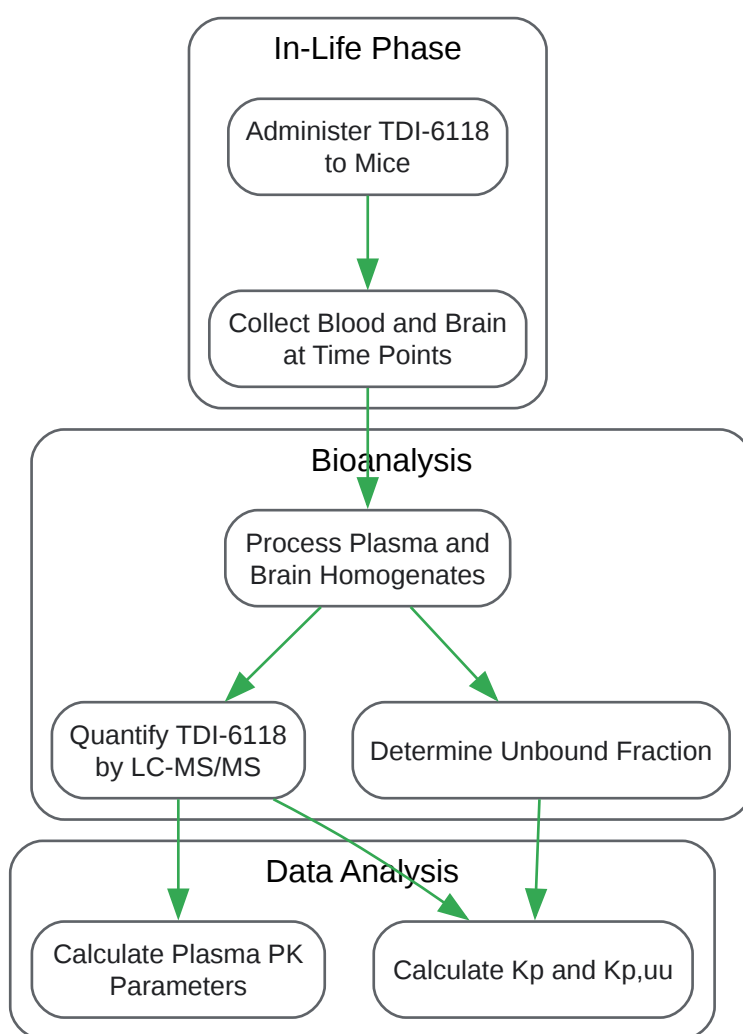 In-Life Phase
Administer TDI-6118
to Mice
Collect Blood and Brain
at Time Points
Bioanalysis
Process Plasma and
Brain Homogenates
Quantify TDI-6118
by LC-MS/MS
Determine Unbound Fraction
Data Analysis
Calculate Plasma PK
Parameters
Calculate Kp and Kp,uu